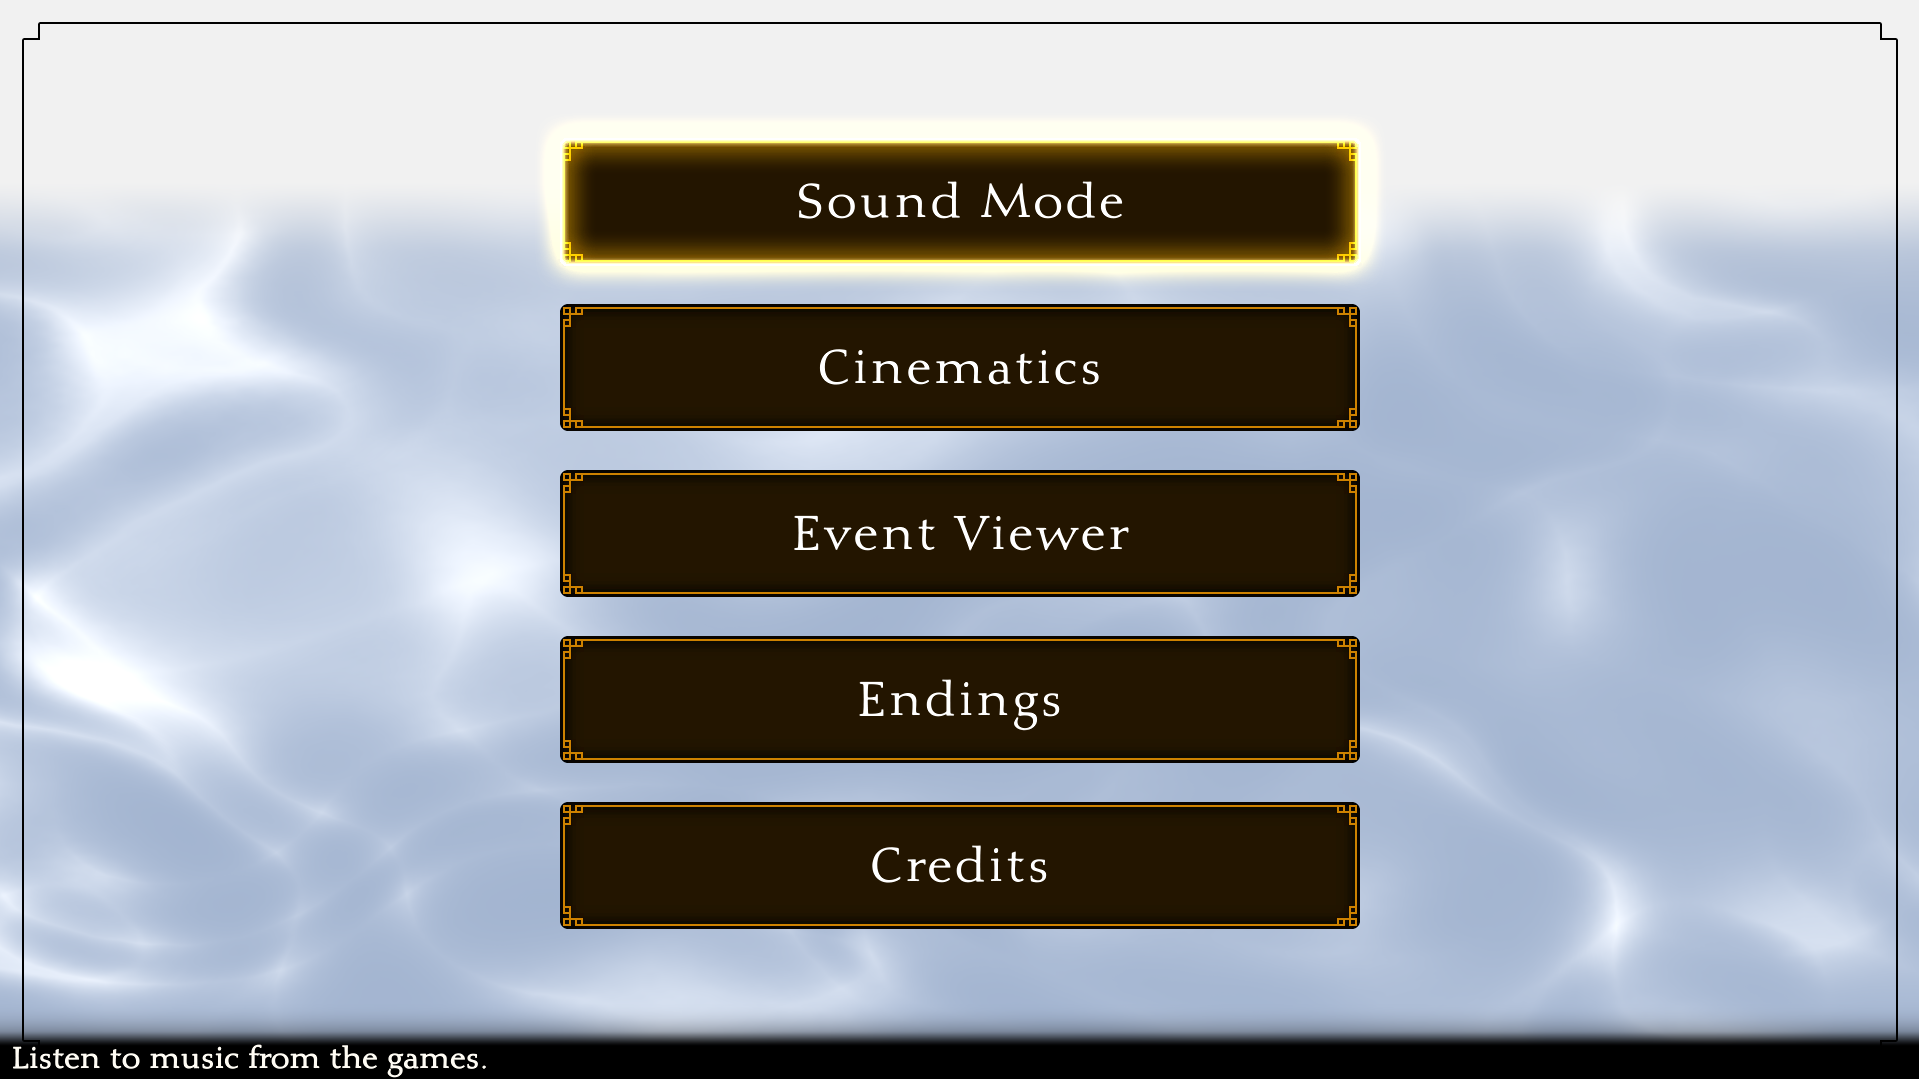 Sound Mode
Cinematics
Event Viewer
Endings
Credits
Listen to music from the games.